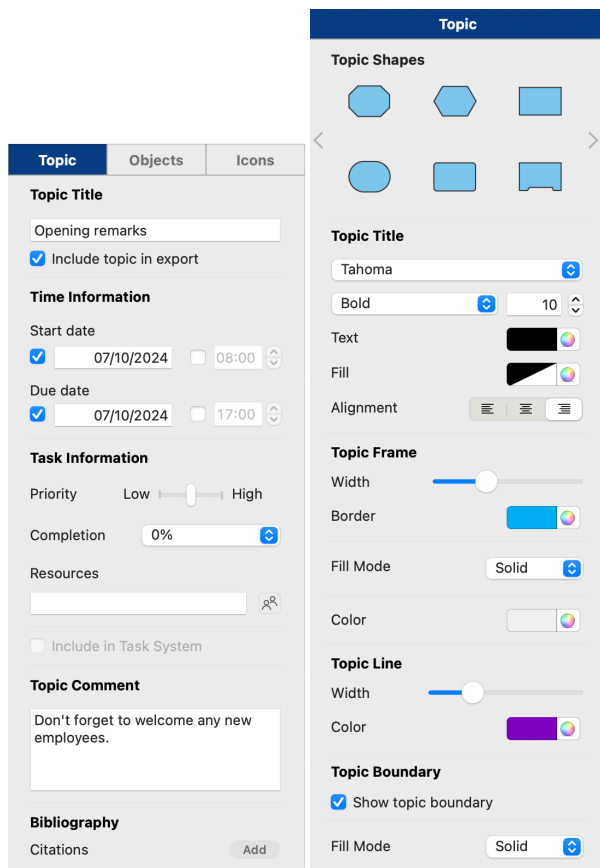 Topic
Objects
Icons
Topic Title
Opening remarks
Include topic in export
Time Information
Start date
07/10/2024
08:00
Due date
07/10/2024
17:00
Task Information
Priority
Low
High
Completion
0%
Resources
Include in Task System
Topic Comment
Don't forget to welcome any new
employees.
Bibliography
Citations
Add
Topic
Topic Shapes
Topic Title
Tahoma
Bold
10
Text
Fill
Alignment
Topic Frame
Width
Border
Fill Mode
Solid
Color
Topic Line
Width
Color
Topic Boundary
Show topic boundary
Fill Mode
Solid